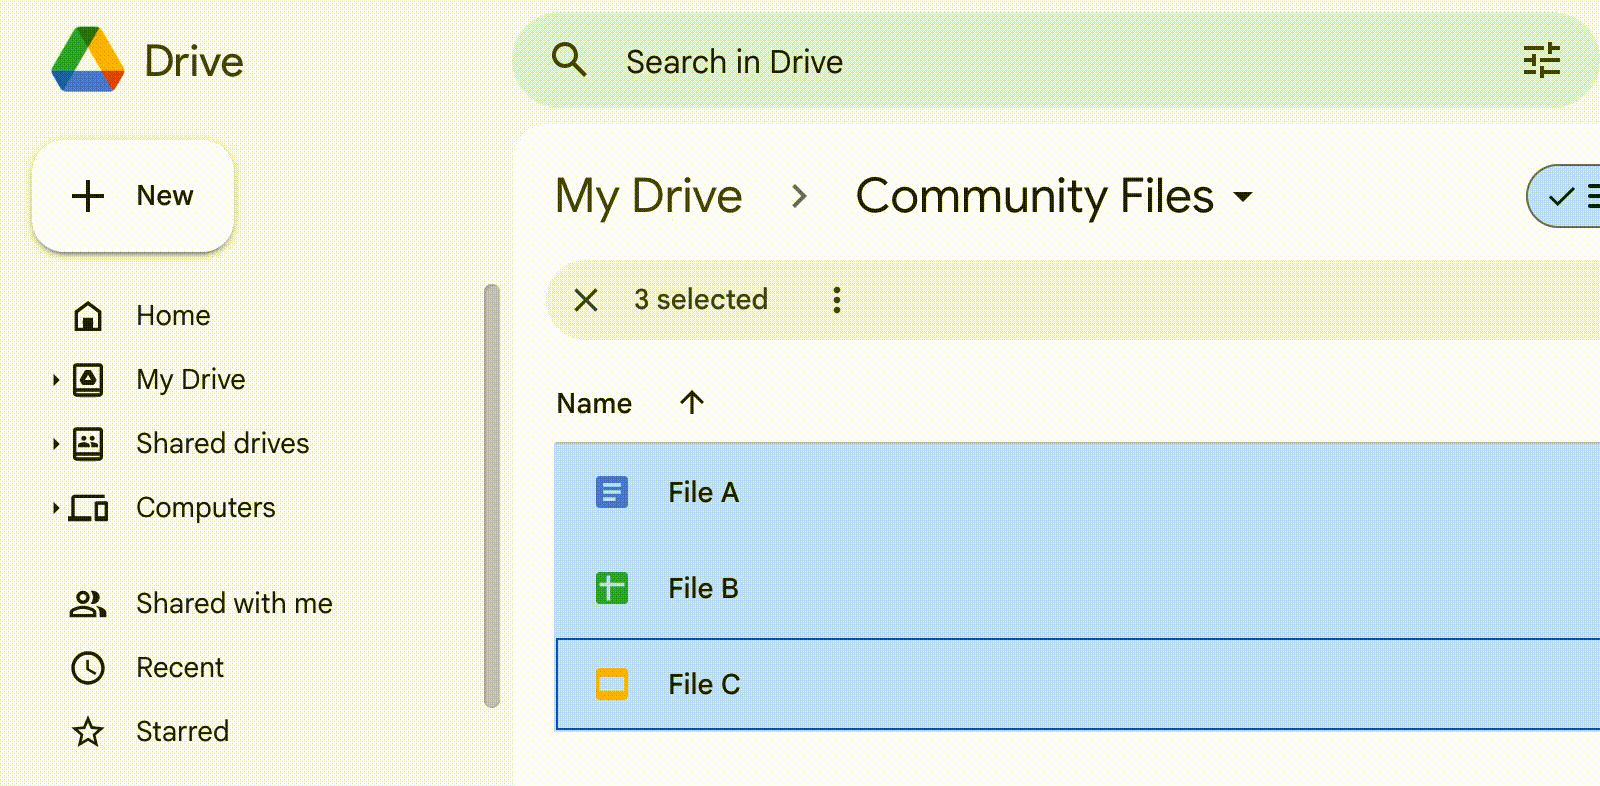 Drive
Search in Drive
New
My Drive
Community Files
3 selected
Home
My Drive
Shared drives
Computers
Shared with me
Recent
Starred
Name
File A
File B
File C